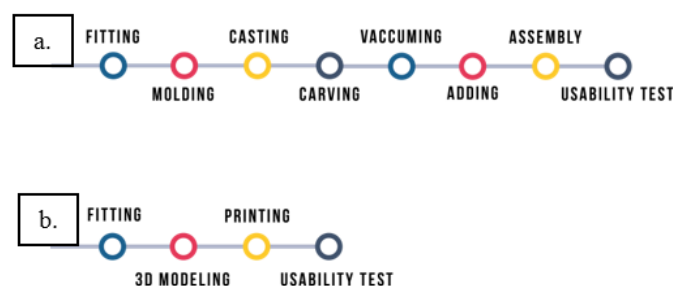 a.
FITTING
MOLDING
CASTING
CARVING
VACCUMING
ADDING
ASSEMBLY
USABILITY TEST
b.
FITTING
3D MODELING
PRINTING
USABILITY TEST